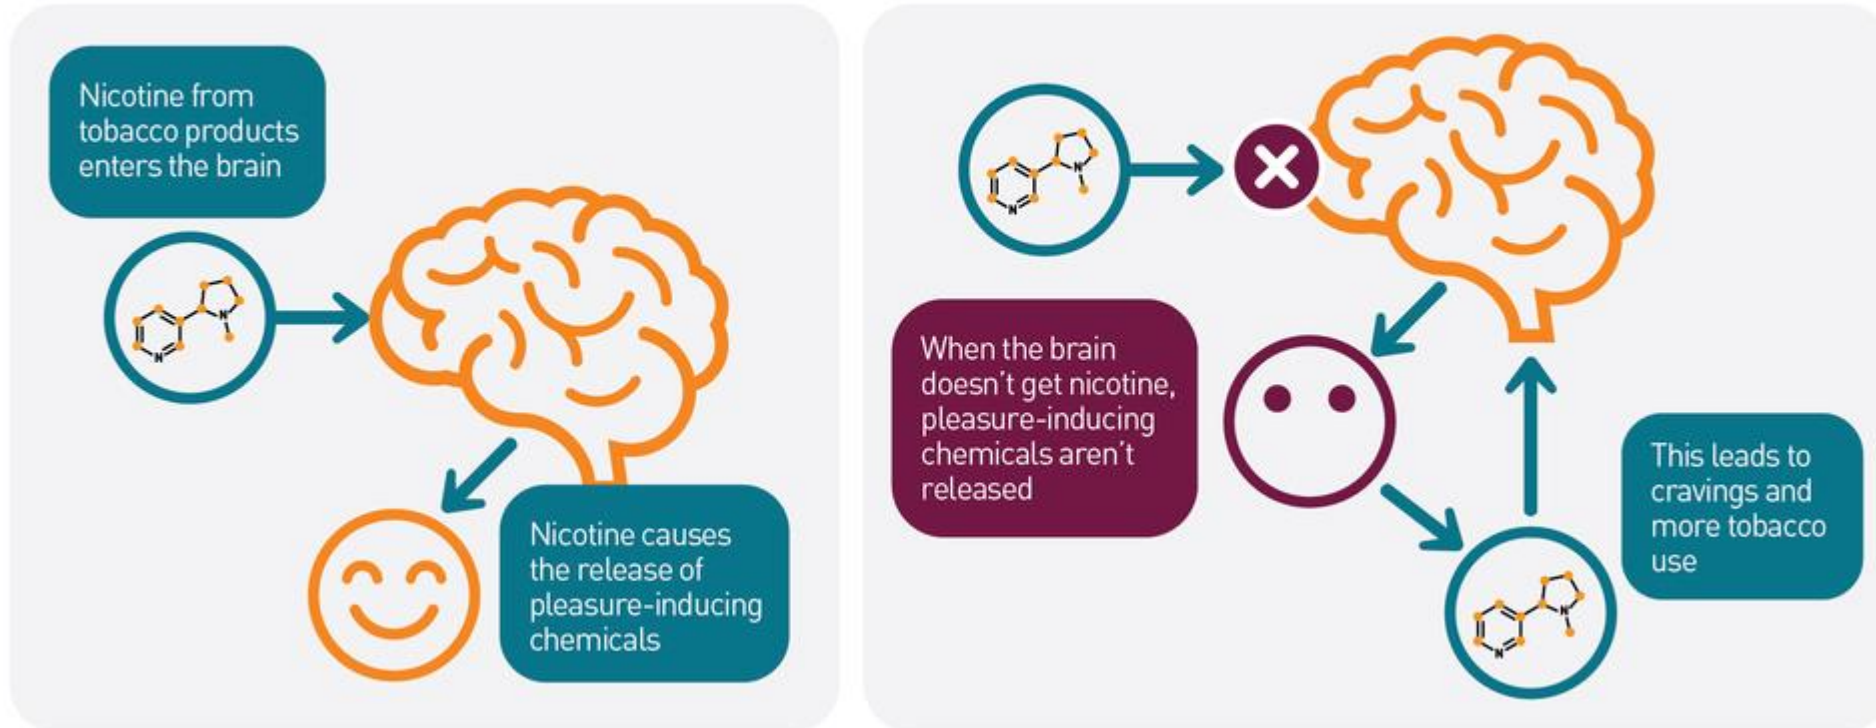 Nicotine from
tobacco products
enters the brain
N
N
Nicotine causes
the release of
pleasure-inducing
chemicals
N
N
When the brain
doesn't get nicotine,
pleasure-inducing
chemicals aren't
released
This leads to
cravings and
more tobacco
use
N
N